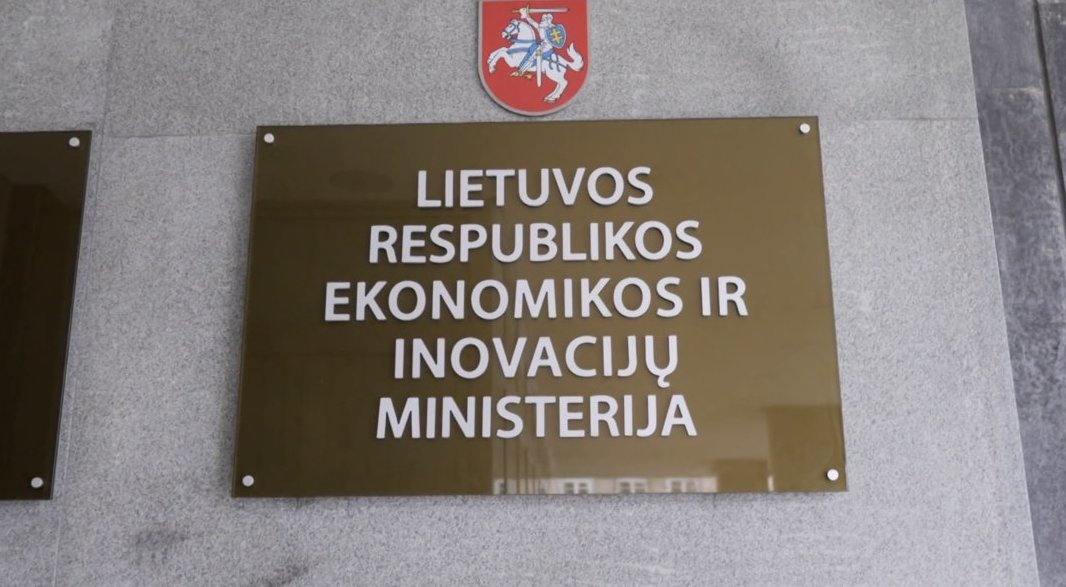 LIETUVOS
RESPUBLIKOS
EKONOMIKOS IR
INOVACIJŲ
MINISTERIJA